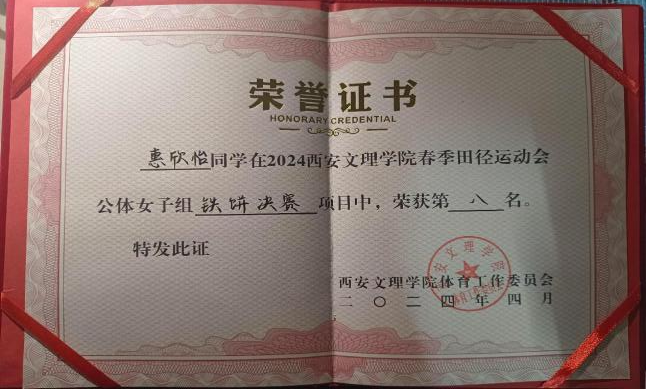 荣誉证书
HONORARY CREDENTIAL
惠欣怡同学在2024西安文理学院春季田径运动会
公体女子组铁饼决赛项目中，荣获第八名。
特发此证
西安文理学院体育工作委员会
二〇二四年四月